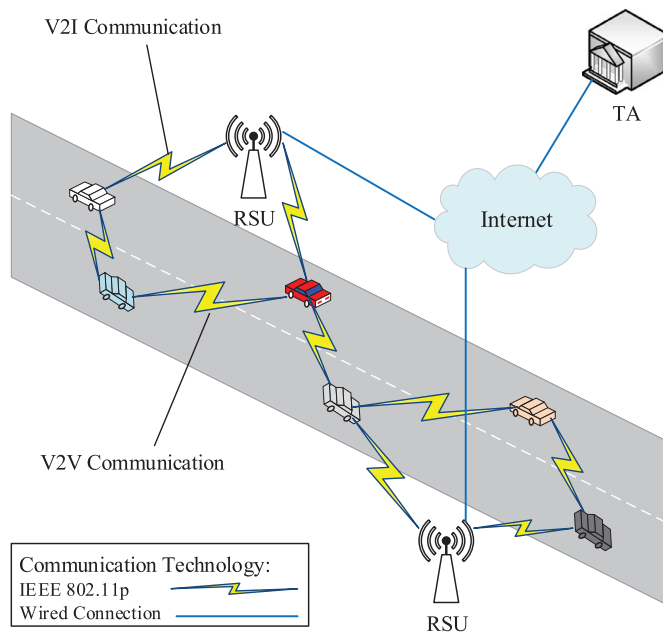 V2I Communication
TA
RSU
Internet
V2V Communication
RSU
Communication Technology:
IEEE 802.11p
Wired Connection